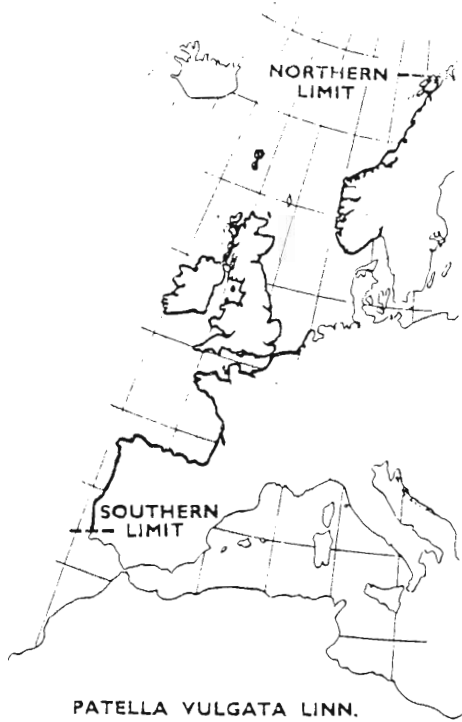 NORTHERN
LIMIT
SOUTHERN
LIMIT
PATELLA VULGATA LINN.